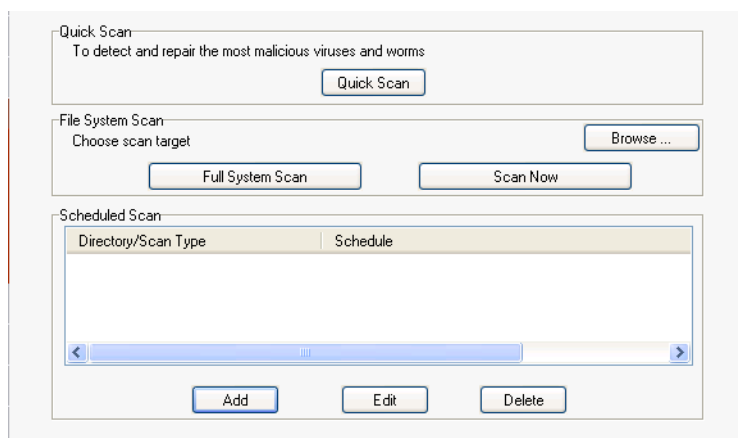 Quick Scan
To detect and repair the most malicious viruses and worms
Quick Scan
File System Scan
Choose scan target
Browse ...
Full System Scan
Scan Now
Scheduled Scan
Directory/Scan Type
Schedule
Add
Edit
Delete